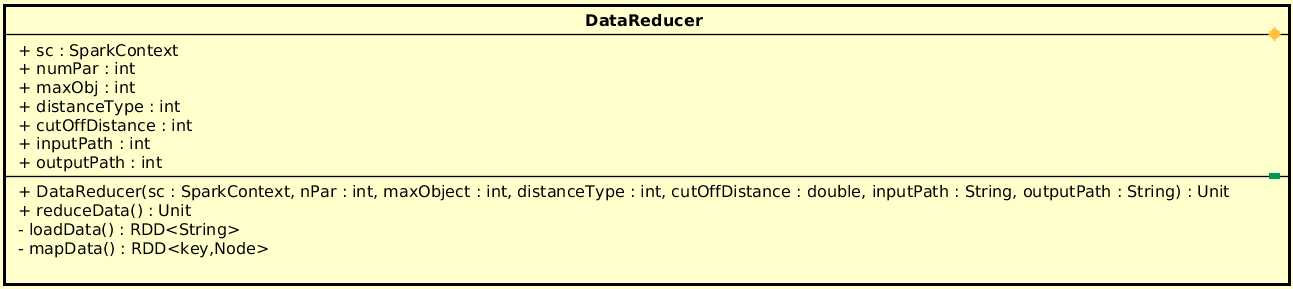 DataReducer
+ sc : SparkContext
+ numPar : int
+ maxObj : int
+ distanceType : int
+ cutOffDistance : int
+ inputPath : int
+ outputPath : int
+ DataReducer(sc : SparkContext, nPar : int, maxObject : int, distanceType : int, cutOffDistance : double, inputPath : String, outputPath : String) : Unit
+ reduceData() : Unit
- loadData() : RDD<String>
- mapData() : RDD<key,Node>